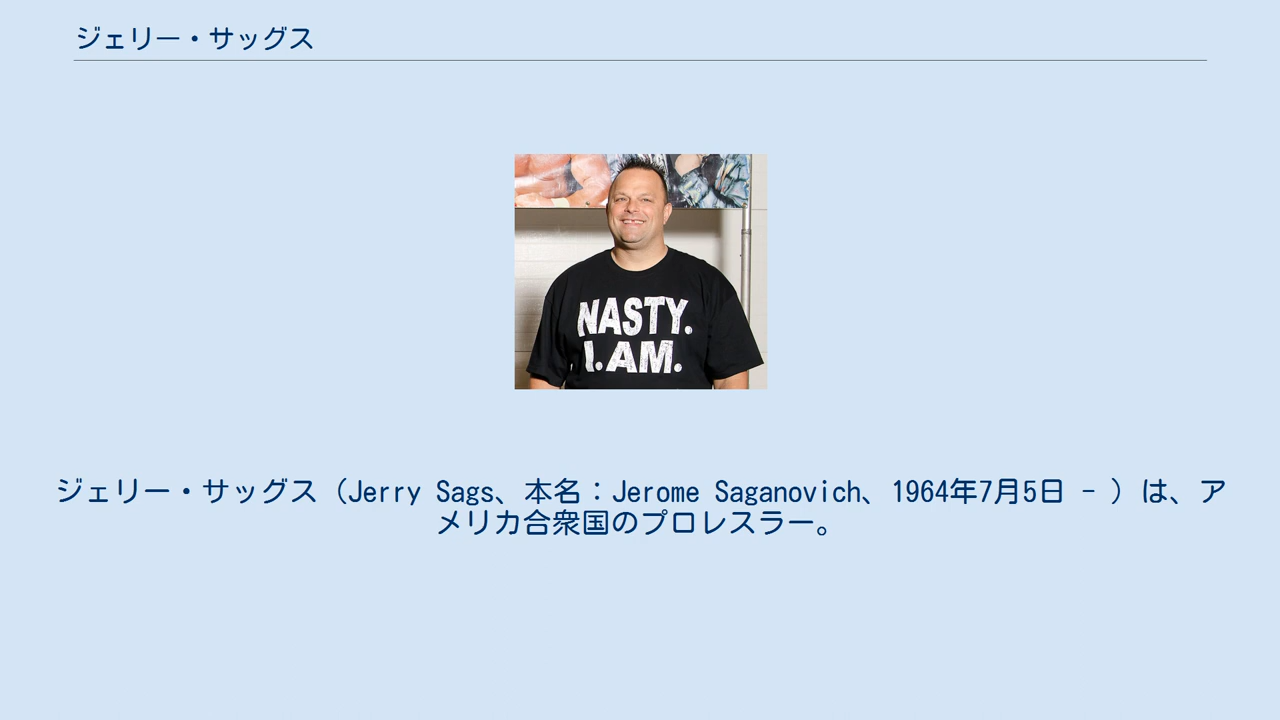 ジェリー・サッグス
NASTY.
I.AM.
ジェリー・サッグス（Jerry Sags、本名：Jerome Saganovich、1964年7月5日 - ）は、ア
メリカ合衆国のプロレスラー。